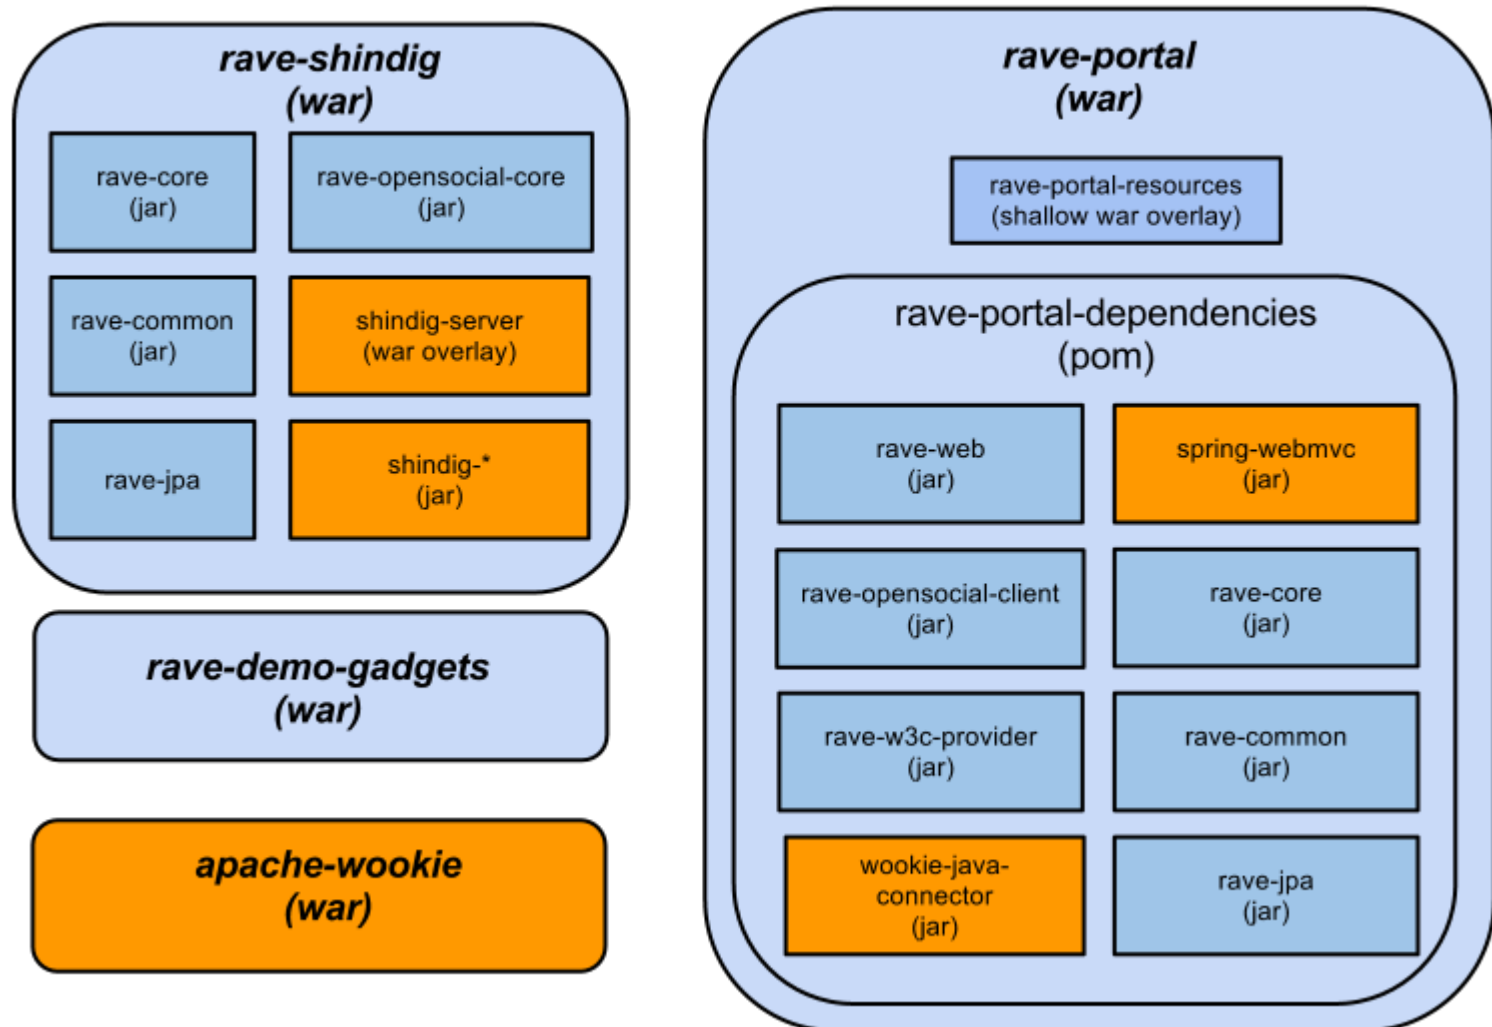 rave-shindig
(war)
rave-core
(jar)
rave-opensocial-core
(jar)
rave-common
(jar)
shindig-server
(war overlay)
rave-jpa
shindig-*
(jar)
rave-demo-gadgets
(war)
apache-wookie
(war)
rave-portal
(war)
rave-portal-resources
(shallow war overlay)
rave-portal-dependencies
(pom)
rave-web
(jar)
spring-webmvc
(jar)
rave-opensocial-client
(jar)
rave-core
(jar)
rave-w3c-provider
(jar)
rave-common
(jar)
wookie-java-
connector
(jar)
rave-jpa
(jar)